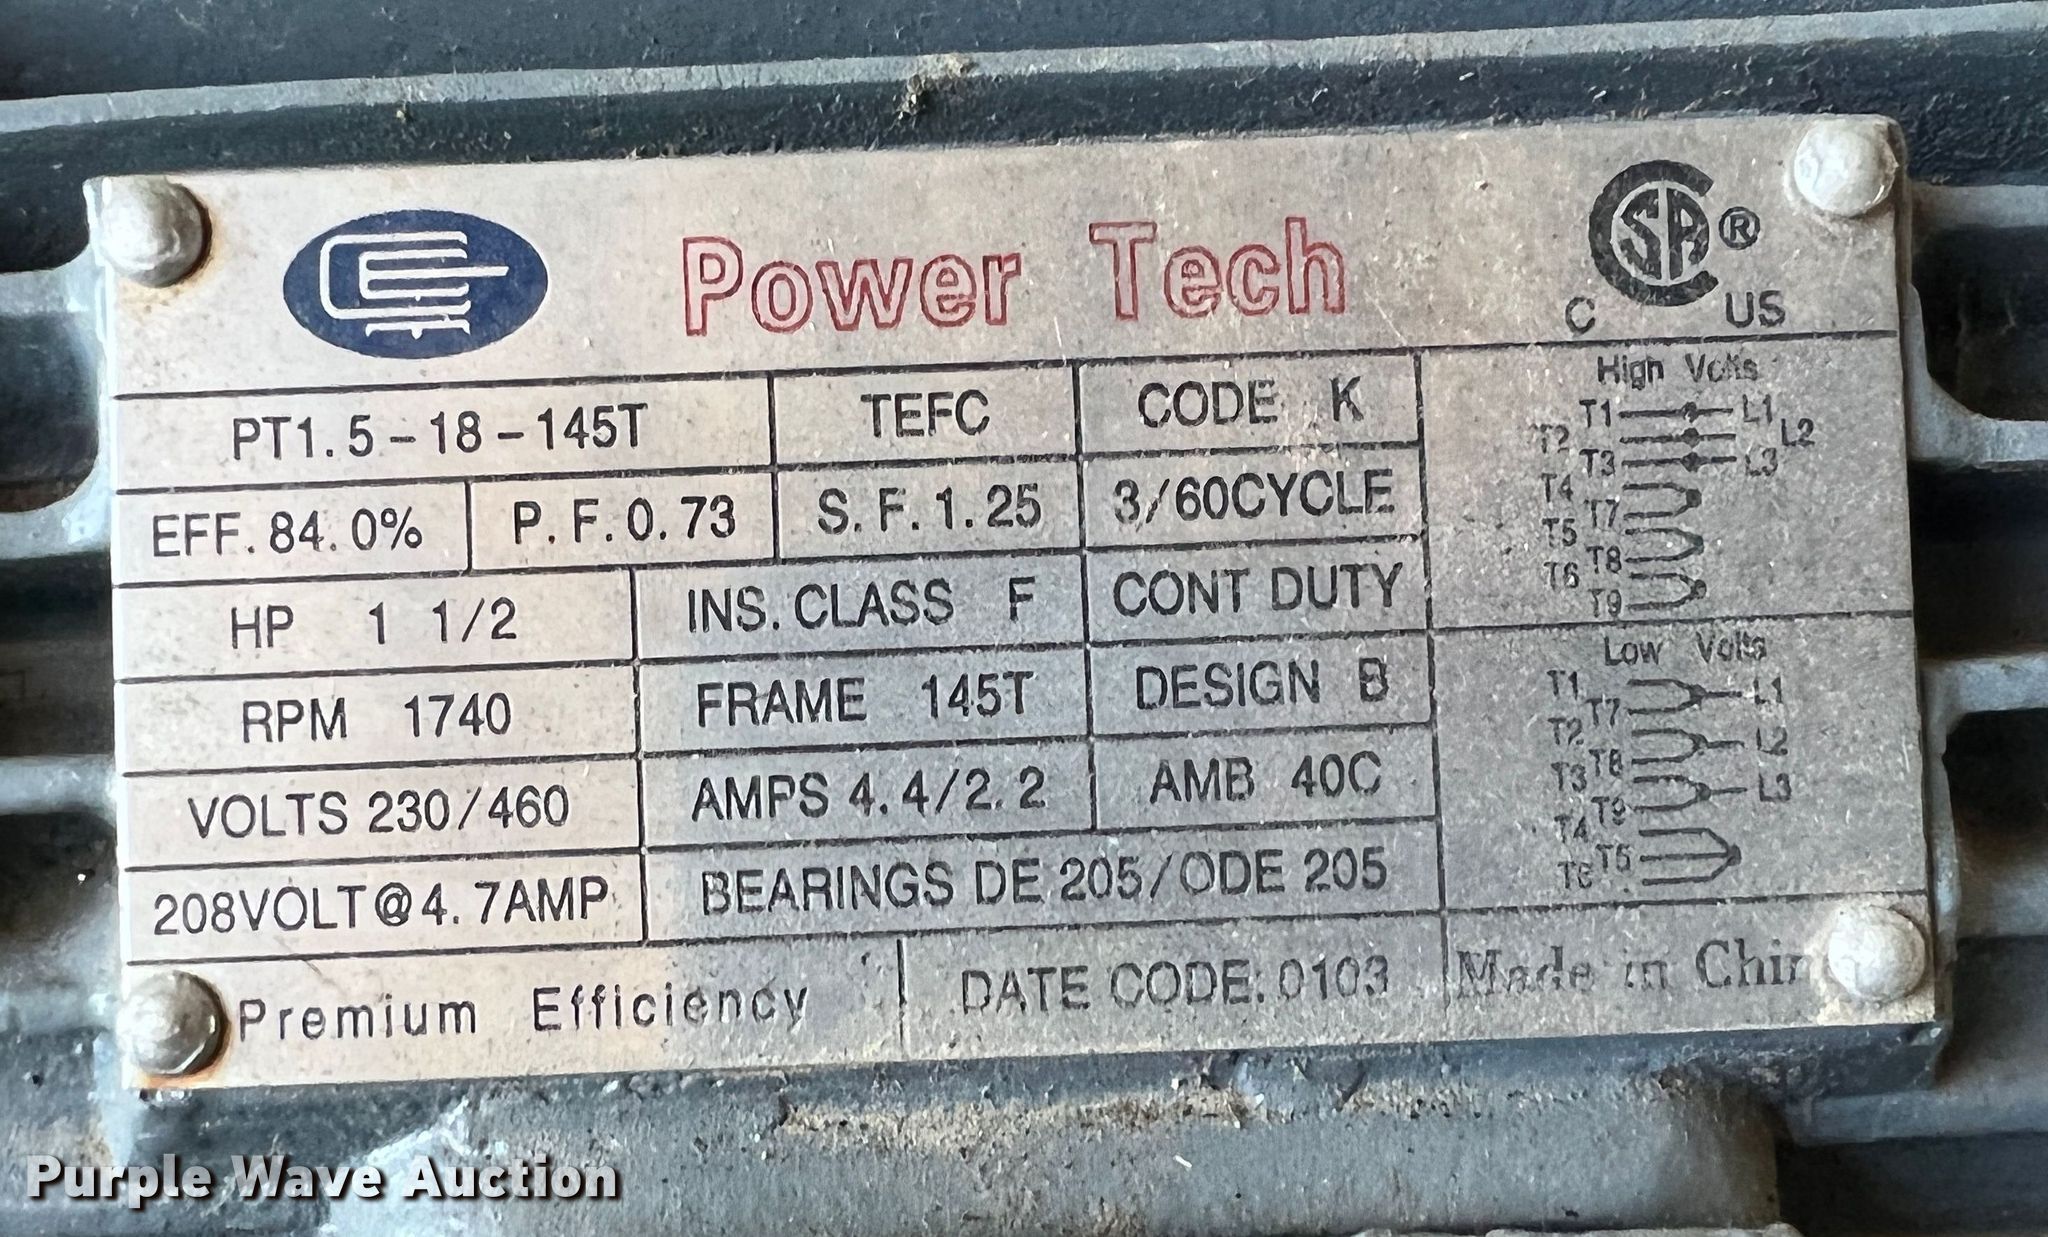 Power Tech
CSA ®
C US
PT1.5-18-145T TEFC CODE K
EFF. 84.0% P.F. 0.73 S.F. 1.25 3/60CYCLE
HP 1 1/2 INS. CLASS F CONT DUTY
RPM 1740 FRAME 145T DESIGN B
VOLTS 230/460 AMPS 4.4/2.2 AMB 40C
208VOLT@4.7AMP BEARINGS DE 205/ODE 205
Premium Efficiency DATE CODE: 0103 Made in
High Volts
T1 L1
T2 L2
T3 L3
T4
T7
T5
T8
T6
T9
Low Volts
T1 L1
T7
T2 L2
T8
T3 L3
T9
T4
T5
T6
Purple Wave Auction